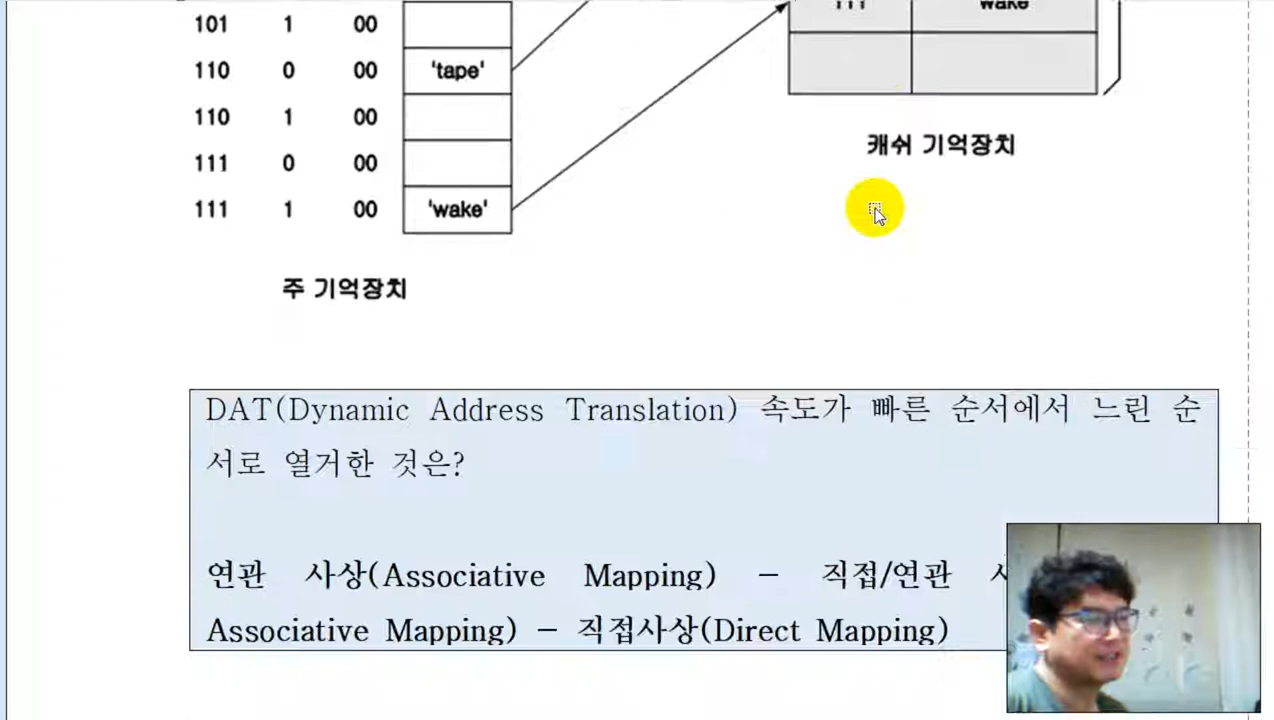 101 1 00
110 0 00 'tape'
110 1 00
111 0 00
111 1 00 'wake'
주 기억장치
111 wake
캐쉬 기억장치
DAT(Dynamic Address Translation) 속도가 빠른 순서에서 느린 순
서로 열거한 것은?
연관 사상(Associative Mapping) – 직접/연관
Associative Mapping) – 직접사상(Direct Mapping)